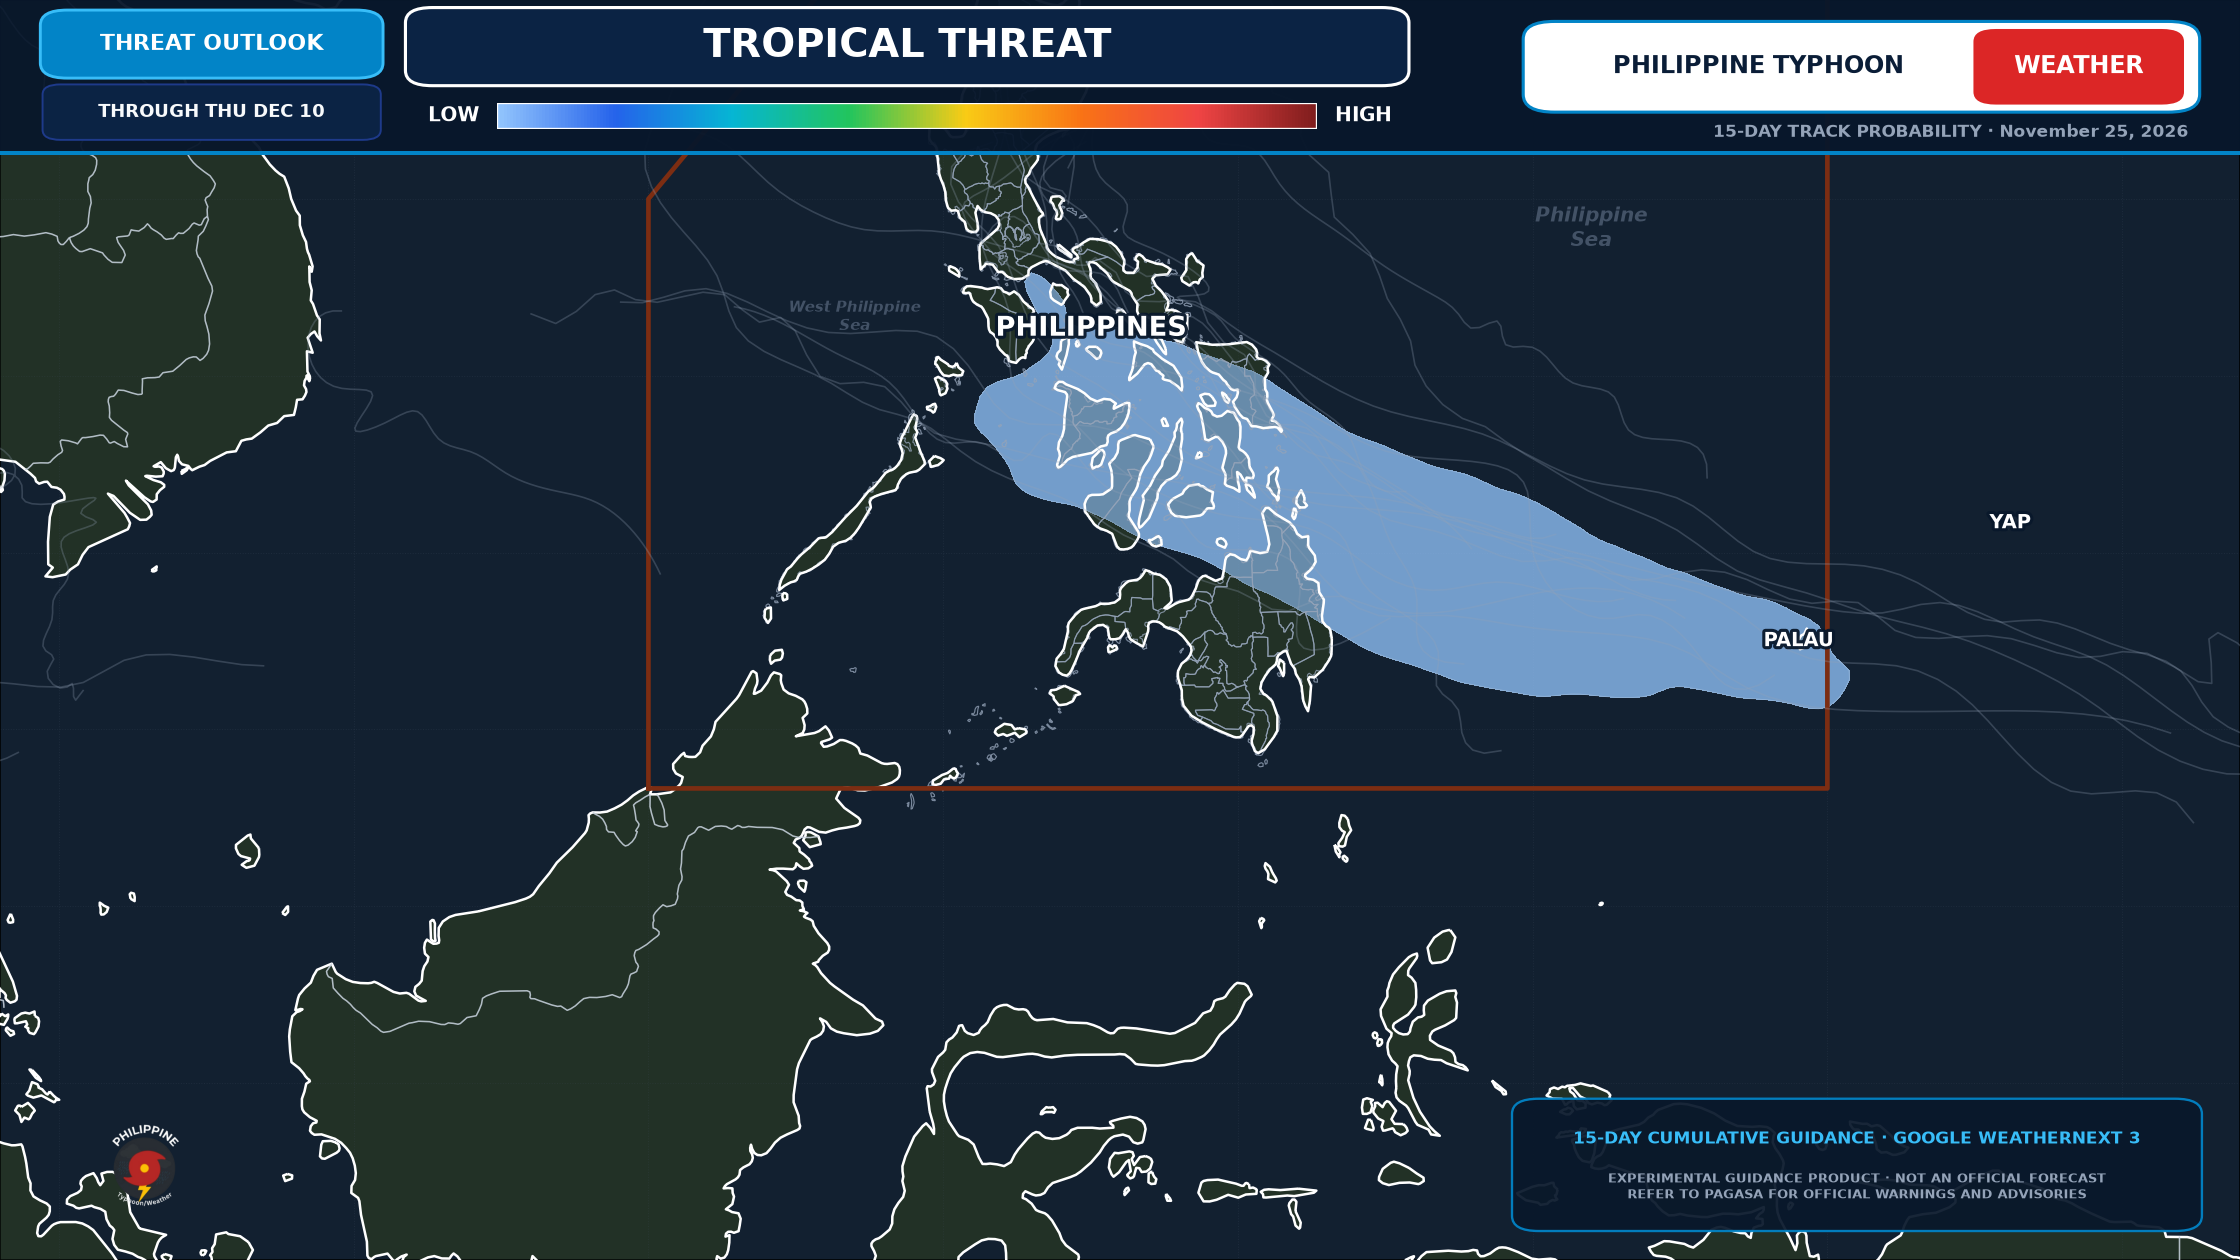 THREAT OUTLOOK
THROUGH THU DEC 10
TROPICAL THREAT
LOW
HIGH
PHILIPPINE TYPHOON
WEATHER
15-DAY TRACK PROBABILITY · November 25, 2026
Philippine
Sea
West Philippine
Sea
PHILIPPINES
YAP
PALAU
PHILIPPINE
Typhoon/Weather
15-DAY CUMULATIVE GUIDANCE · GOOGLE WEATHERNEXT 3
EXPERIMENTAL GUIDANCE PRODUCT · NOT AN OFFICIAL FORECAST
REFER TO PAGASA FOR OFFICIAL WARNINGS AND ADVISORIES